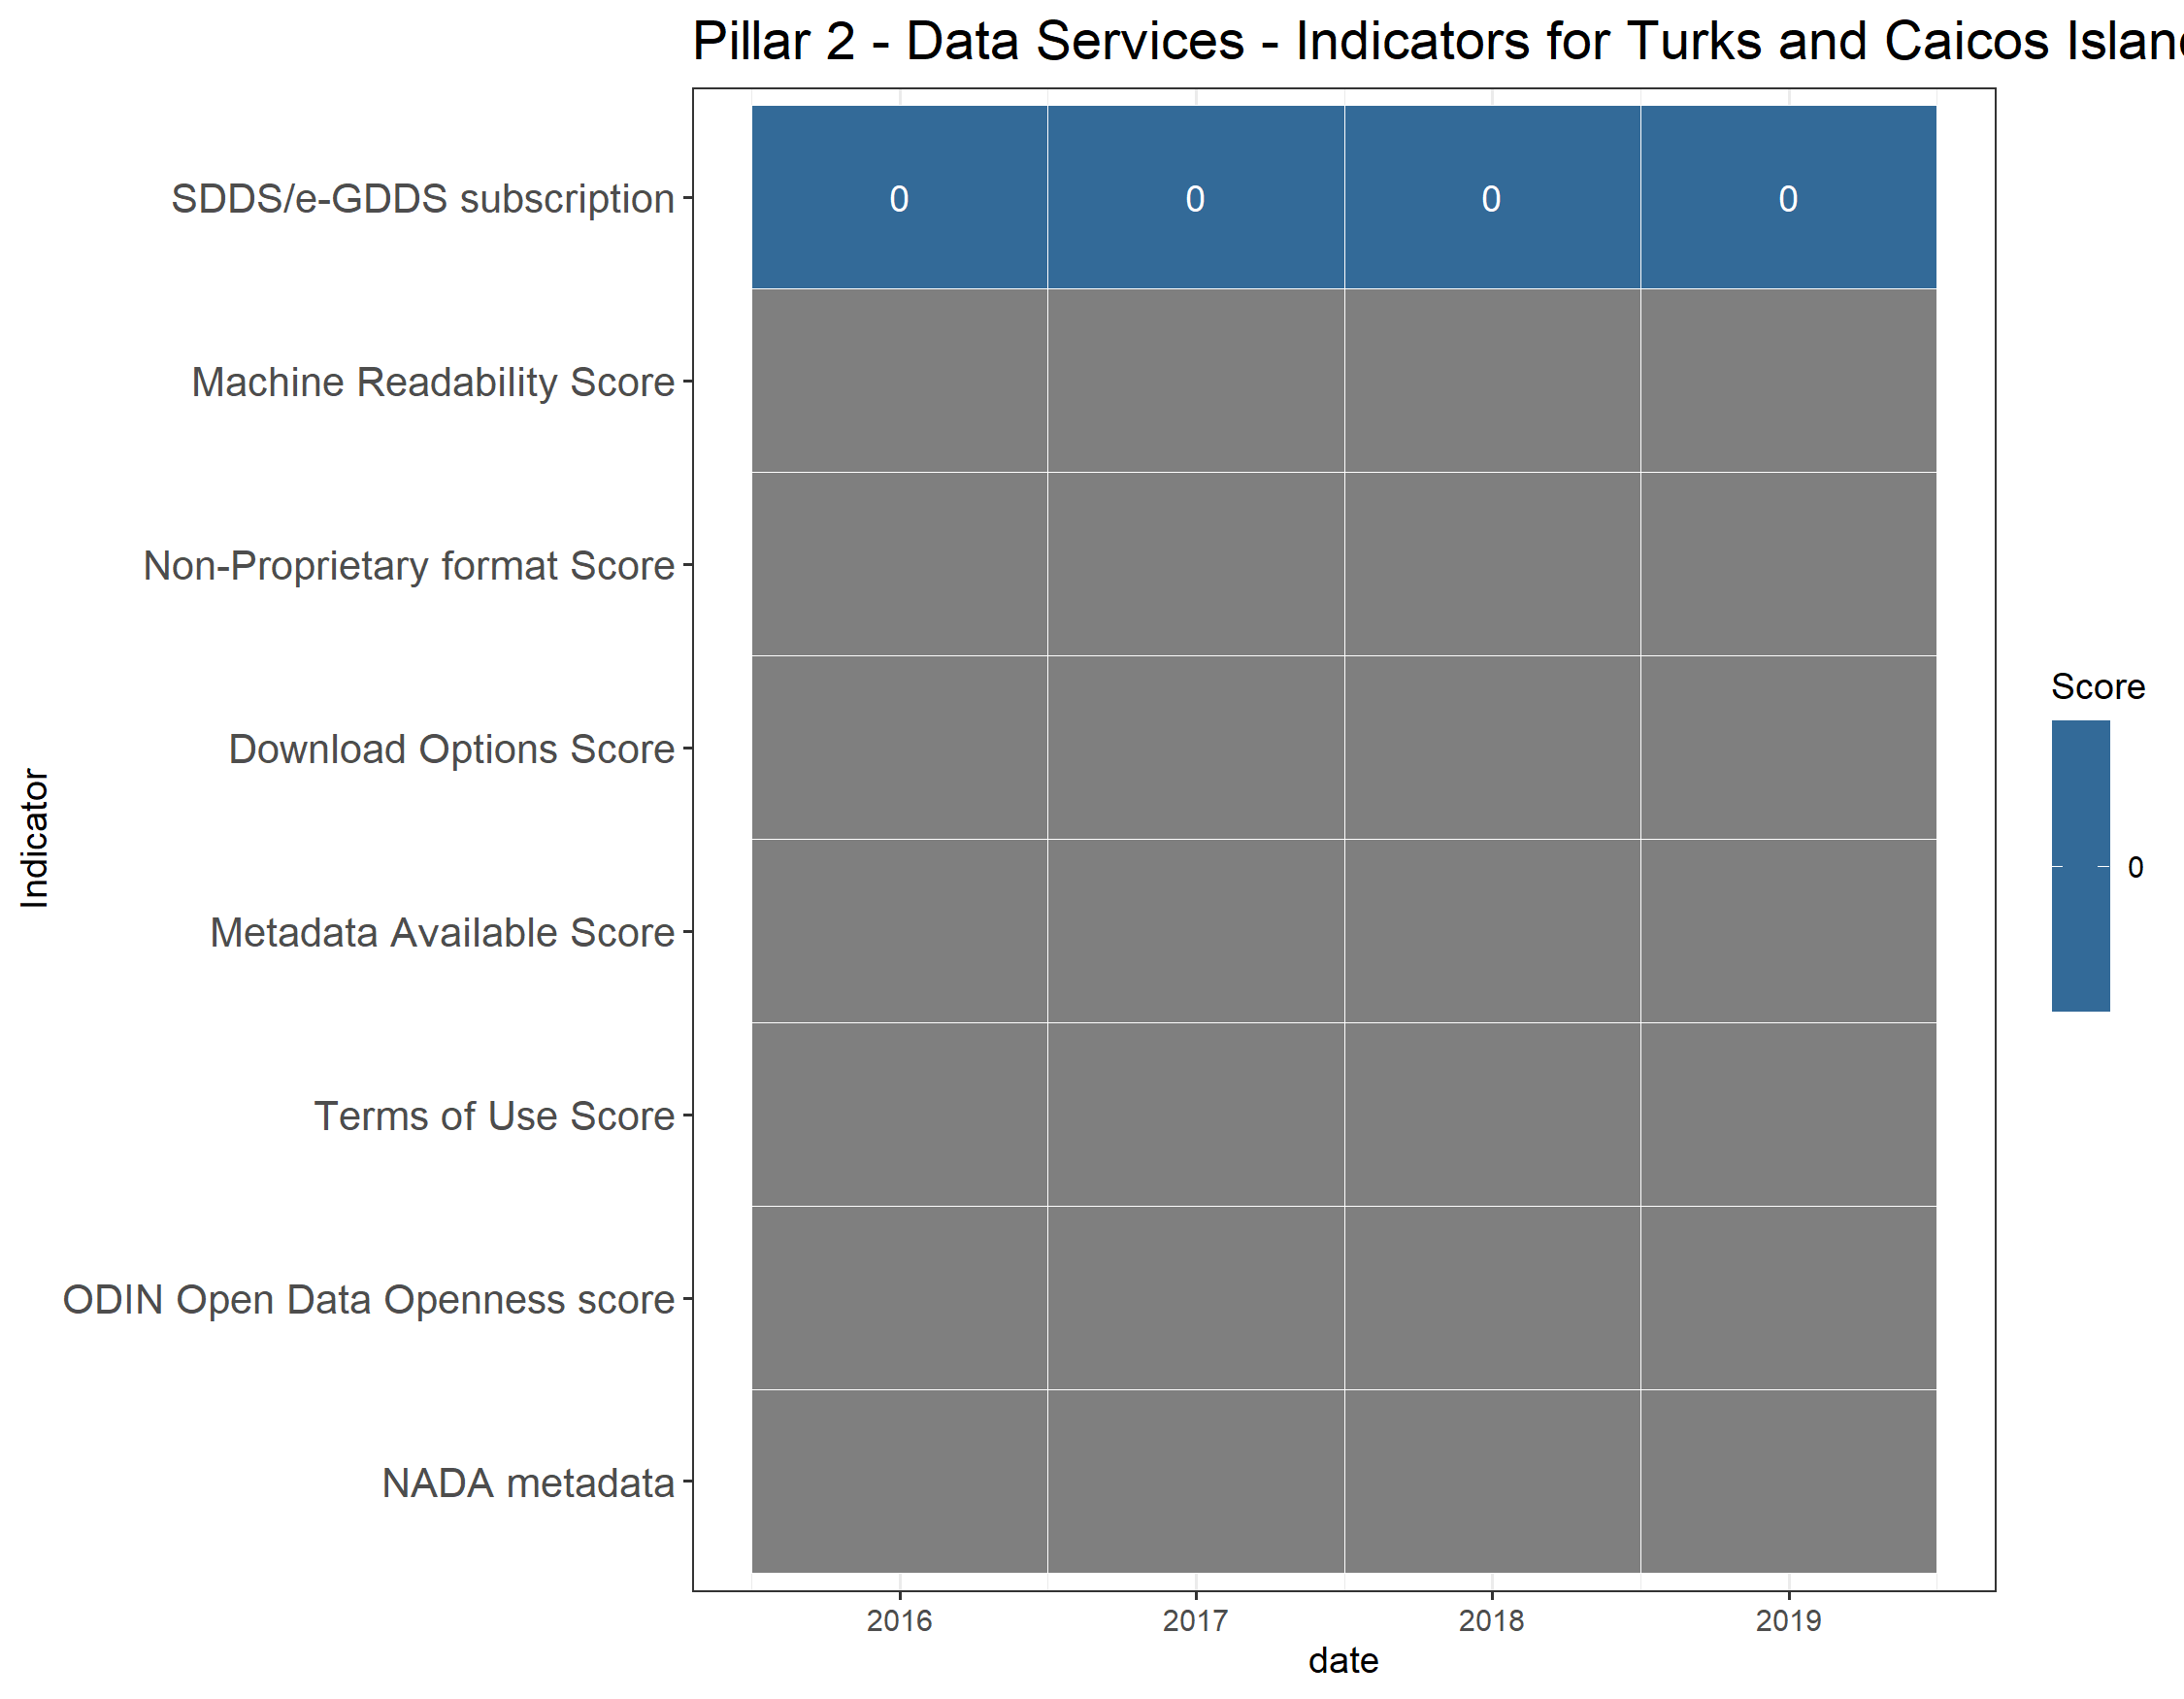 Pillar 2 - Data Services - Indicators for Turks and Caicos Islan
SDDS/e-GDDS subscription
0 0 0 0
Machine Readability Score
Non-Proprietary format Score
Download Options Score
Metadata Available Score
Terms of Use Score
ODIN Open Data Openness score
NADA metadata
Indicator
2016 2017 2018 2019
date
Score
0